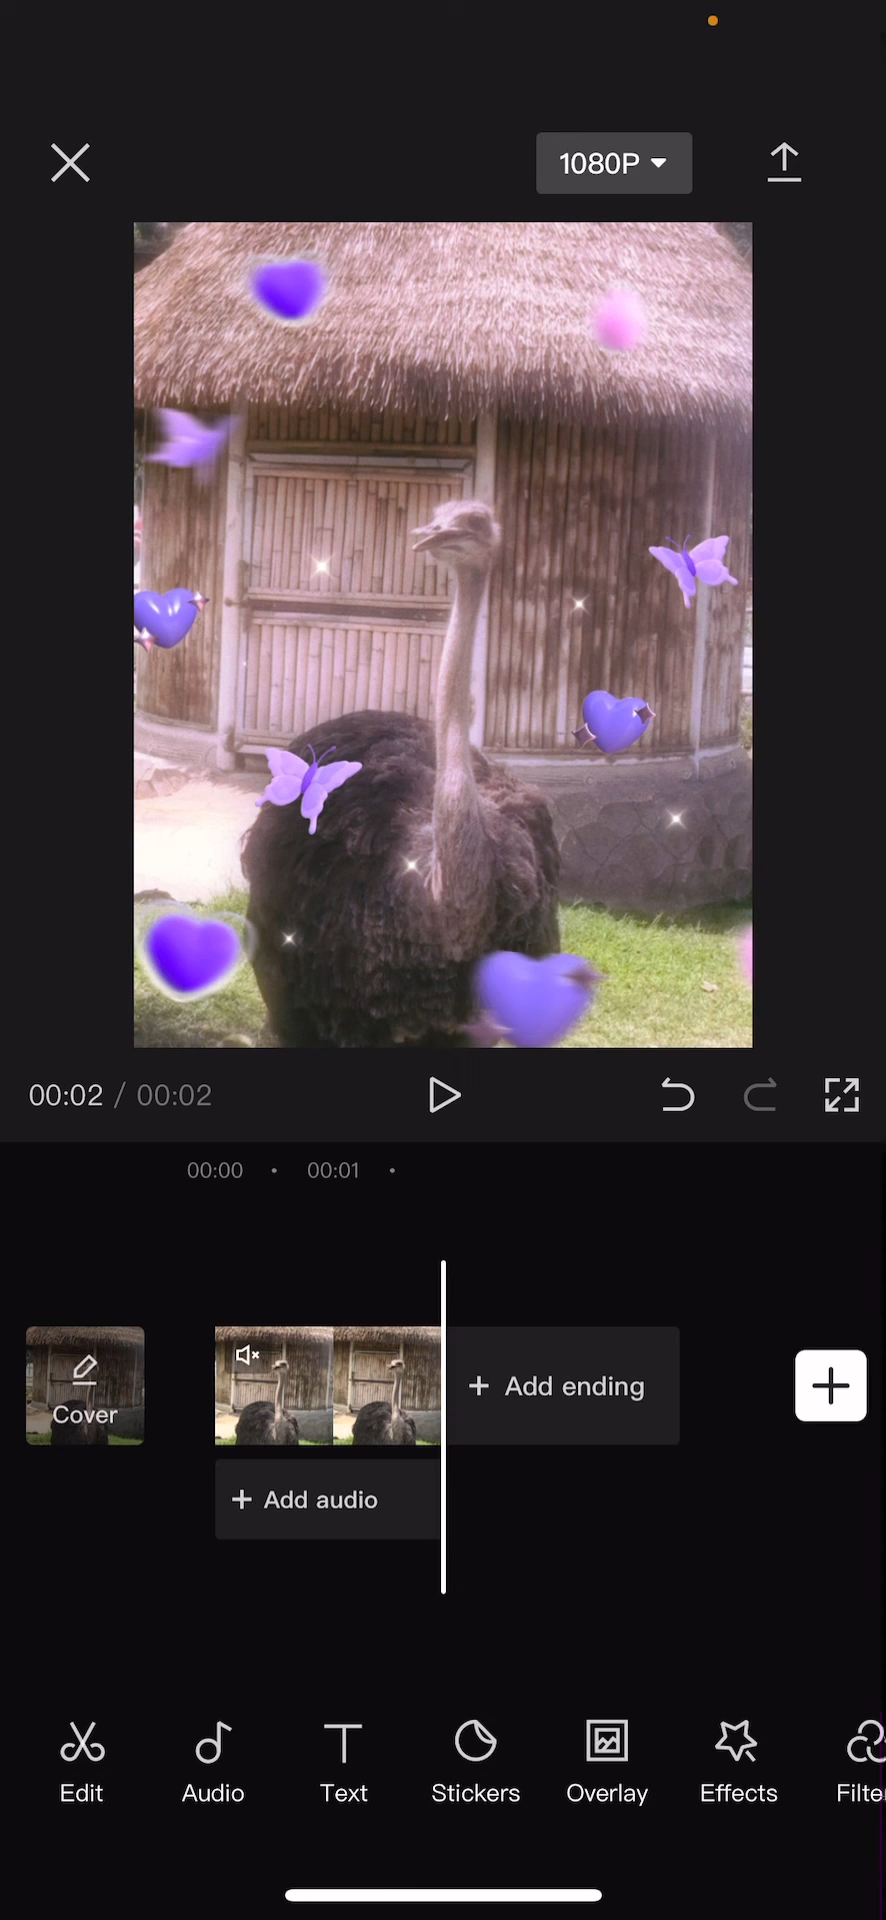 1080P
00:02 / 00:02
00:00 • 00:01 •
Cover
+ Add ending
+ Add audio
Edit Audio Text Stickers Overlay Effects Filte